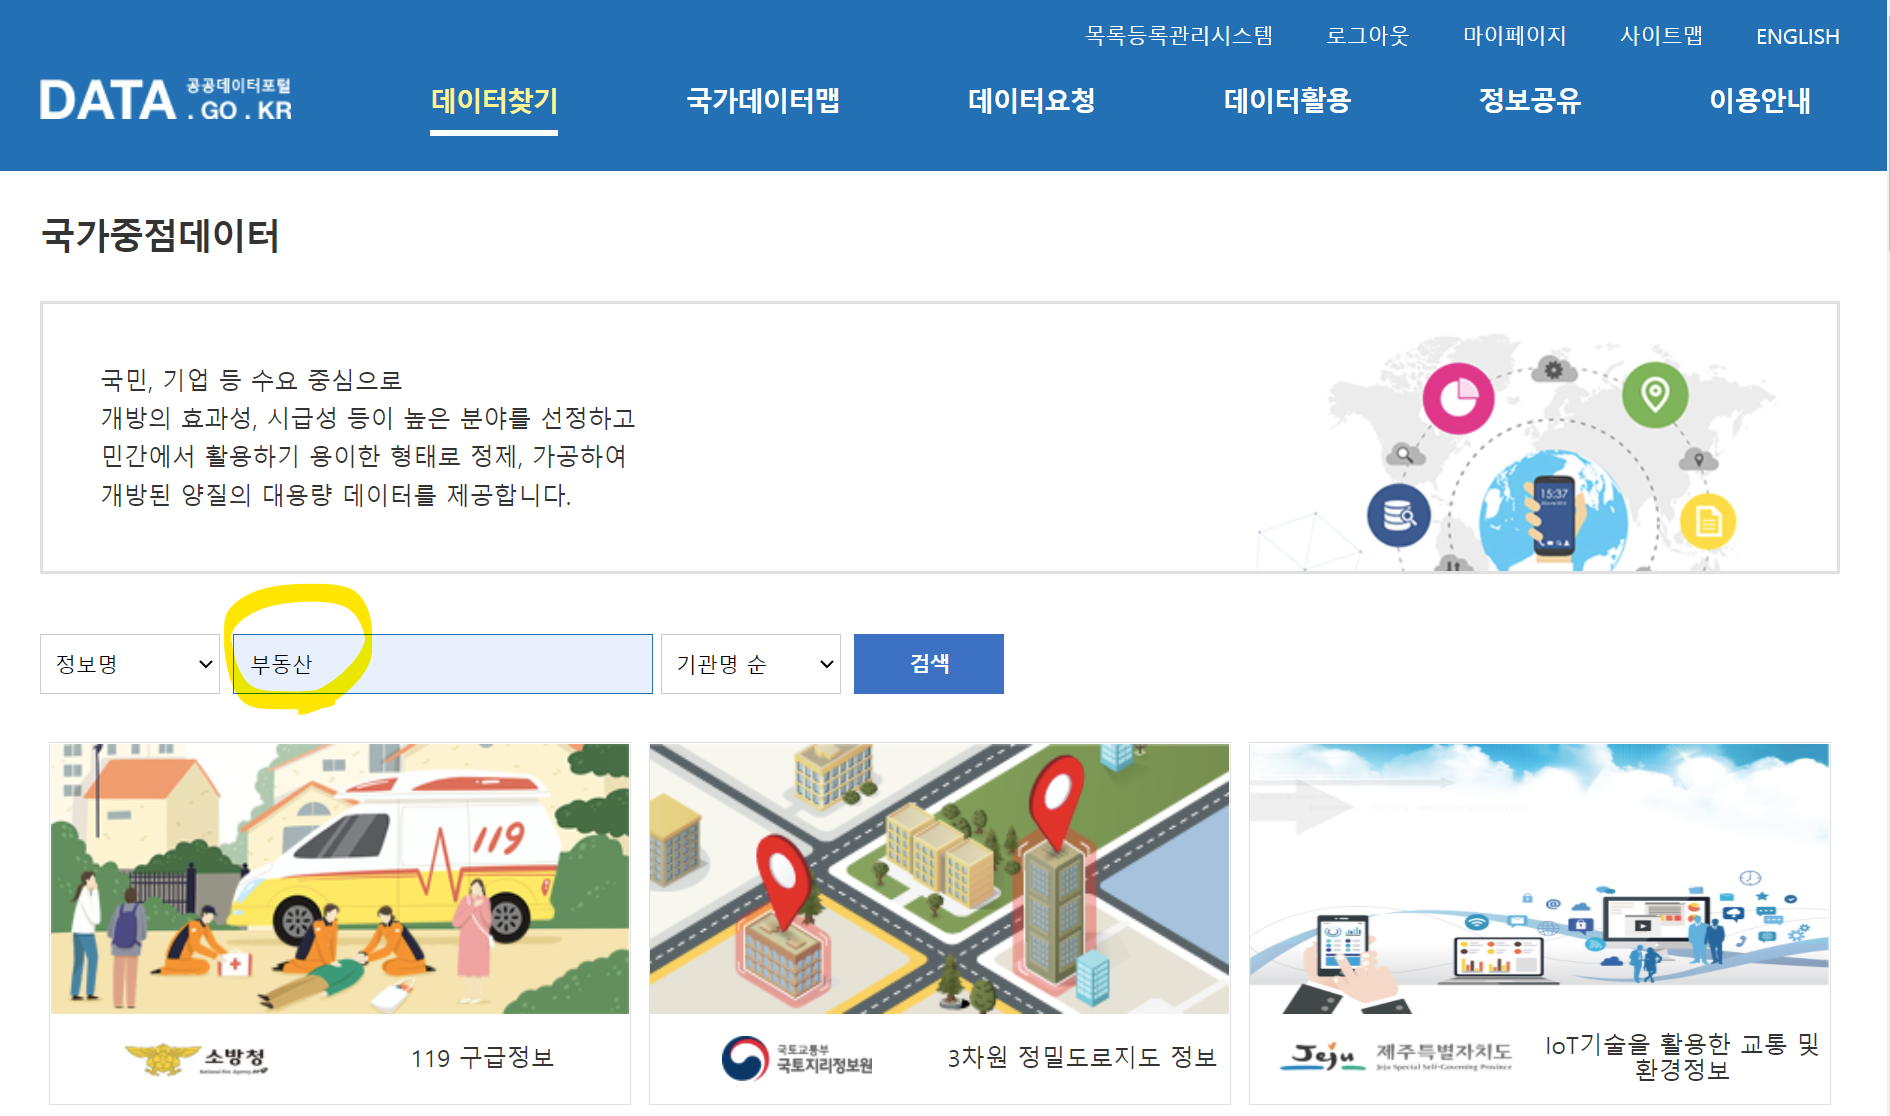 목록등록관리시스템 로그아웃 마이페이지 사이트맵 ENGLISH
DATA 공공데이터포털
.GO.KR
데이터찾기 국가데이터맵 데이터요청 데이터활용 정보공유 이용안내
국가중점데이터
국민, 기업 등 수요 중심으로
개방의 효과성, 시급성 등이 높은 분야를 선정하고
민간에서 활용하기 용이한 형태로 정제, 가공하여
개방된 양질의 대용량 데이터를 제공합니다.
15:37
정보명 부동산 기관명 순 검색
119
소방청
National Fire Agency
119 구급정보
국토교통부
국토지리정보원
3차원 정밀도로지도 정보
Jeju 제주특별자치도
Jeju Special Self-Governing Province
IoT기술을 활용한 교통 및
환경정보